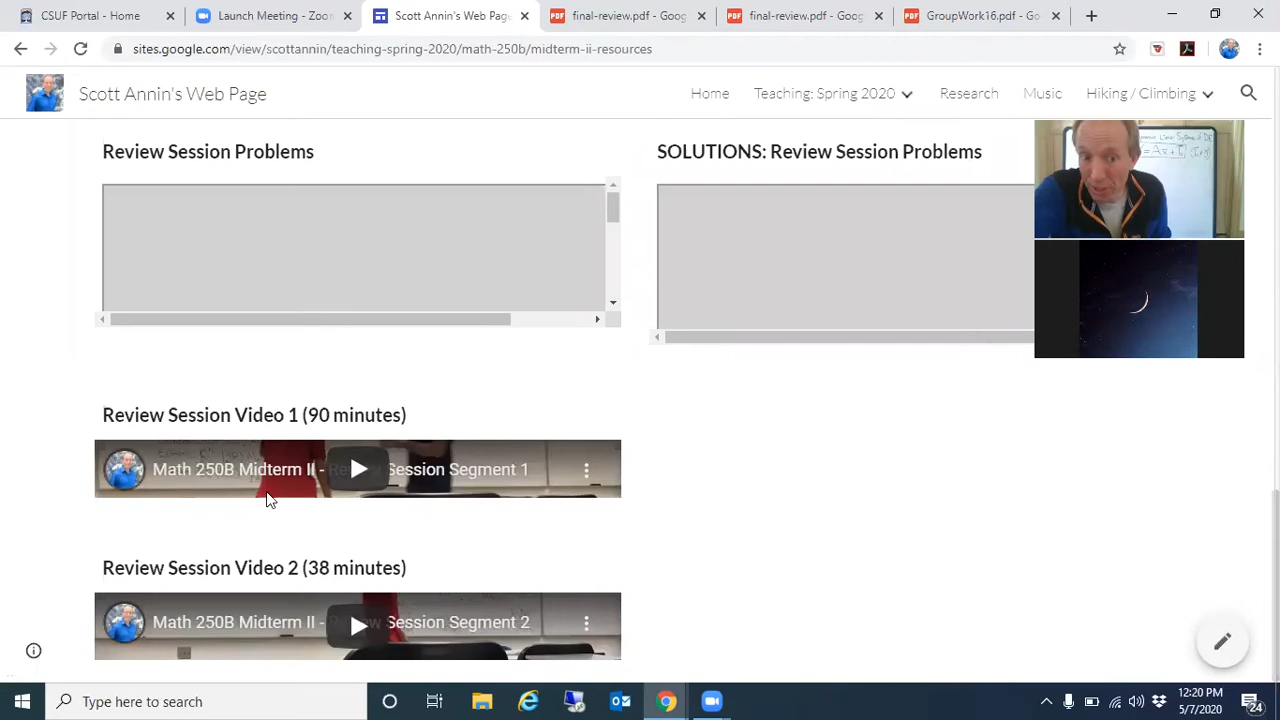 CSUF Portal | Home
Launch Meeting - Zoom
Scott Annin's Web Page
final-review.pdf - Goog
final-review.pdf - Goog
GroupWork16.pdf - Goo
sites.google.com/view/scottannin/teaching-spring-2020/math-250b/midterm-ii-resources
Scott Annin's Web Page
Home
Teaching: Spring 2020
Research
Music
Hiking / Climbing
Review Session Problems
SOLUTIONS: Review Session Problems
Review Session Video 1 (90 minutes)
Math 250B Midterm II - Review Session Segment 1
Review Session Video 2 (38 minutes)
Math 250B Midterm II - Review Session Segment 2
Type here to search
12:20 PM
5/7/2020
24